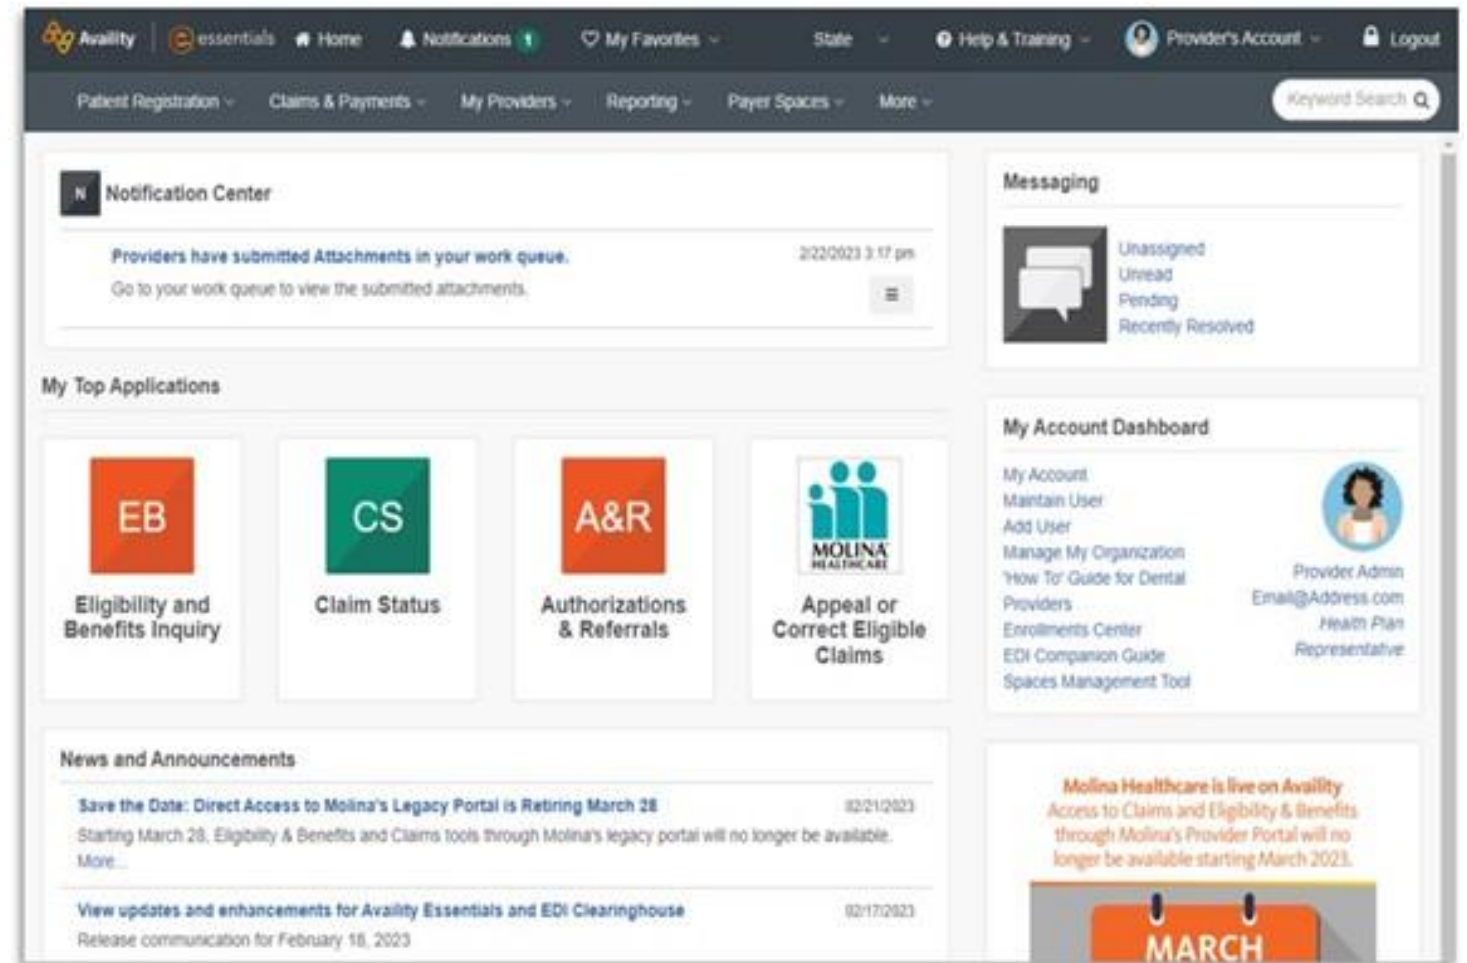 Availity essentials Home Notifications 1 My Favorites State Help & Training Provider's Account Logout
Patient Registration Claims & Payments My Providers Reporting Payer Spaces More Keyword Search
N Notification Center
Providers have submitted Attachments in your work queue. 2/22/2023 3:17 pm
Go to your work queue to view the submitted attachments.
My Top Applications
EB
Eligibility and
Benefits Inquiry
CS
Claim Status
A&R
Authorizations
& Referrals
MOLINA
HEALTHCARE
Appeal or
Correct Eligible
Claims
News and Announcements
Save the Date: Direct Access to Molina's Legacy Portal is Retiring March 28 02/21/2023
Starting March 28, Eligibility & Benefits and Claims tools through Molina's legacy portal will no longer be available.
More...
View updates and enhancements for Availity Essentials and EDI Clearinghouse 02/17/2023
Release communication for February 18, 2023
Messaging
Unassigned
Unread
Pending
Recently Resolved
My Account Dashboard
My Account
Maintain User
Add User
Manage My Organization
'How To' Guide for Dental
Providers
Enrollments Center
EDI Companion Guide
Spaces Management Tool
Provider Admin
Email@Address.com
Health Plan
Representative
Molina Healthcare is live on Availity
Access to Claims and Eligibility & Benefits
through Molina's Provider Portal will no
longer be available starting March 2023.
MARCH